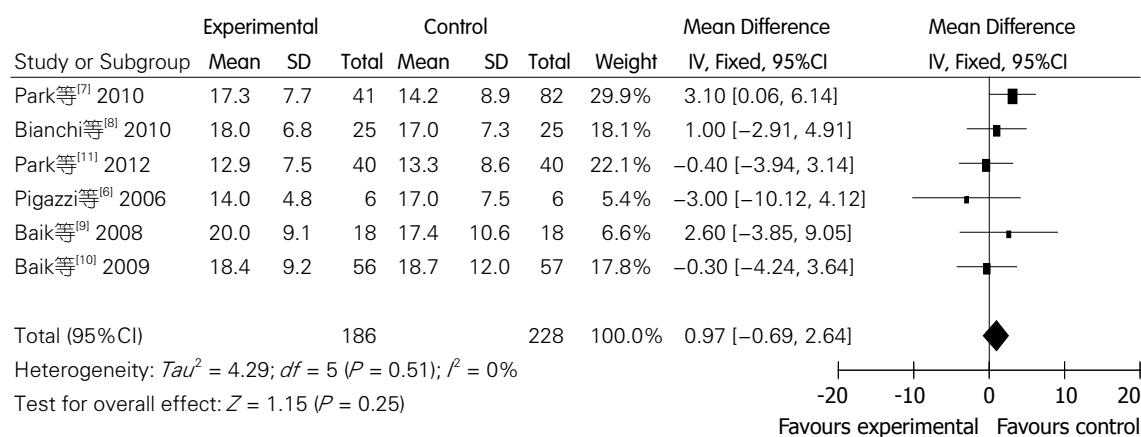 Experimental Control Mean Difference Mean Difference
Study or Subgroup Mean SD Total Mean SD Total Weight IV, Fixed, 95%CI IV, Fixed, 95%CI
Park等[7] 2010 17.3 7.7 41 14.2 8.9 82 29.9% 3.10 [0.06, 6.14]
Bianchi等[8] 2010 18.0 6.8 25 17.0 7.3 25 18.1% 1.00 [−2.91, 4.91]
Park等[11] 2012 12.9 7.5 40 13.3 8.6 40 22.1% −0.40 [−3.94, 3.14]
Pigazzi等[6] 2006 14.0 4.8 6 17.0 7.5 6 5.4% −3.00 [−10.12, 4.12]
Baik等[9] 2008 20.0 9.1 18 17.4 10.6 18 6.6% 2.60 [−3.85, 9.05]
Baik等[10] 2009 18.4 9.2 56 18.7 12.0 57 17.8% −0.30 [−4.24, 3.64]
Total (95%CI) 186 228 100.0% 0.97 [−0.69, 2.64]
Heterogeneity: Tau² = 4.29; df = 5 (P = 0.51); I² = 0%
Test for overall effect: Z = 1.15 (P = 0.25)
-20 -10 0 10 20
Favours experimental Favours control